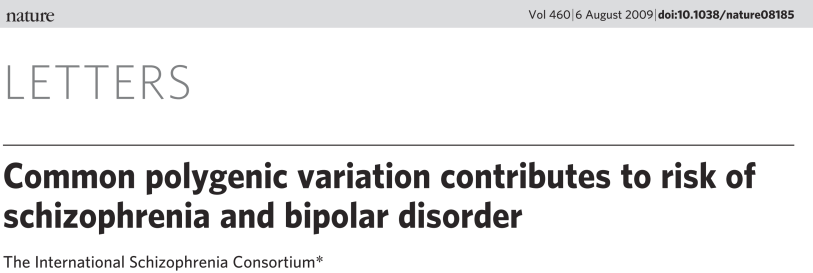 nature
Vol 460|6 August 2009|doi:10.1038/nature08185
LETTERS
Common polygenic variation contributes to risk of
schizophrenia and bipolar disorder
The International Schizophrenia Consortium*